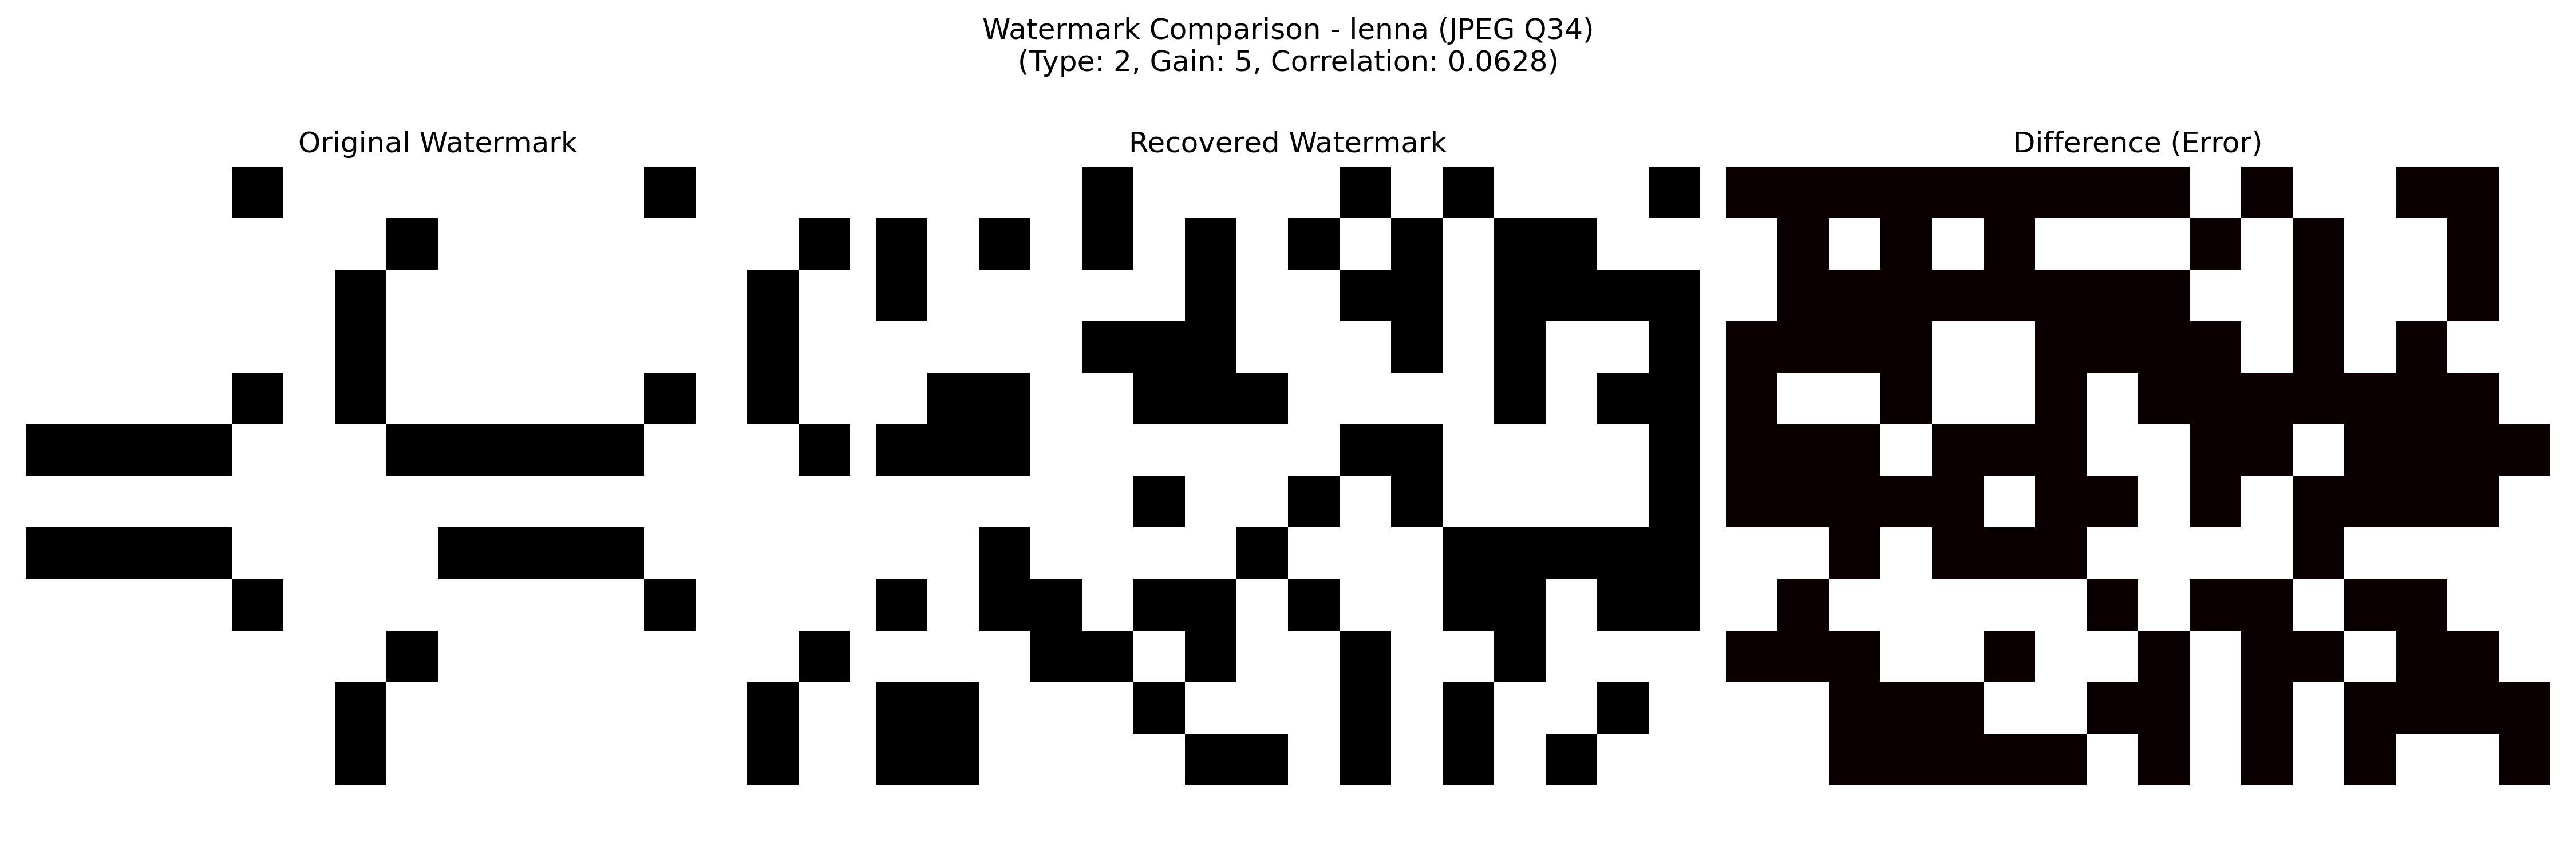 Watermark Comparison - lenna (JPEG Q34)
(Type: 2, Gain: 5, Correlation: 0.0628)
Original Watermark
Recovered Watermark
Difference (Error)